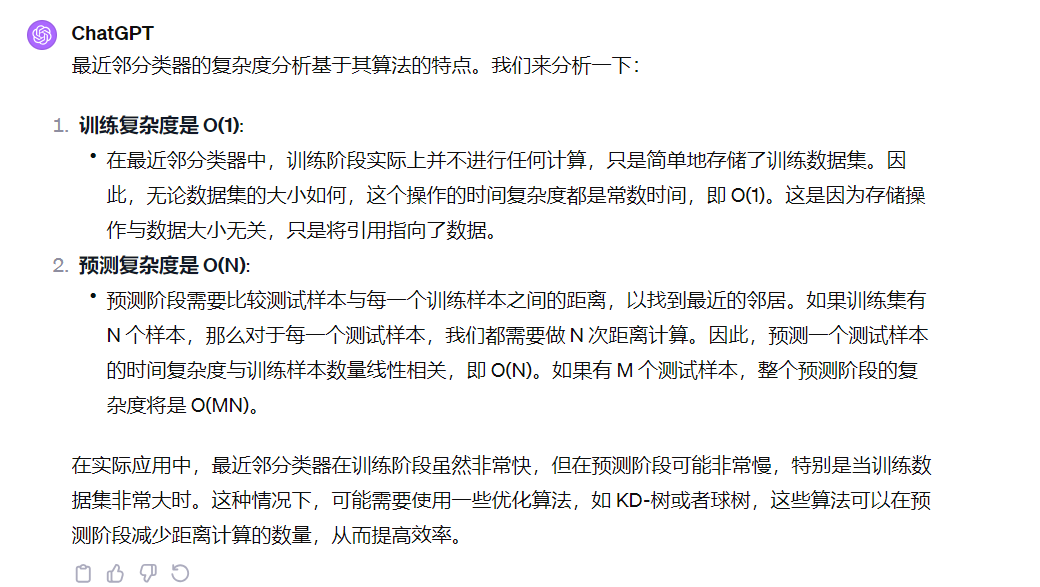 ChatGPT
最近邻分类器的复杂度分析基于其算法的特点。我们来分析一下：
1. 训练复杂度是 O(1):
• 在最近邻分类器中，训练阶段实际上并不进行任何计算，只是简单地存储了训练数据集。因
此，无论数据集的大小如何，这个操作的时间复杂度都是常数时间，即 O(1)。这是因为存储操
作与数据大小无关，只是将引用指向了数据。
2. 预测复杂度是 O(N):
• 预测阶段需要比较测试样本与每一个训练样本之间的距离，以找到最近的邻居。如果训练集有
N 个样本，那么对于每一个测试样本，我们都需要做 N 次距离计算。因此，预测一个测试样本
的时间复杂度与训练样本数量线性相关，即 O(N)。如果有 M 个测试样本，整个预测阶段的复
杂度将是 O(MN)。
在实际应用中，最近邻分类器在训练阶段虽然非常快，但在预测阶段可能非常慢，特别是当训练数
据集非常大时。这种情况下，可能需要使用一些优化算法，如 KD-树或者球树，这些算法可以在预
测阶段减少距离计算的数量，从而提高效率。